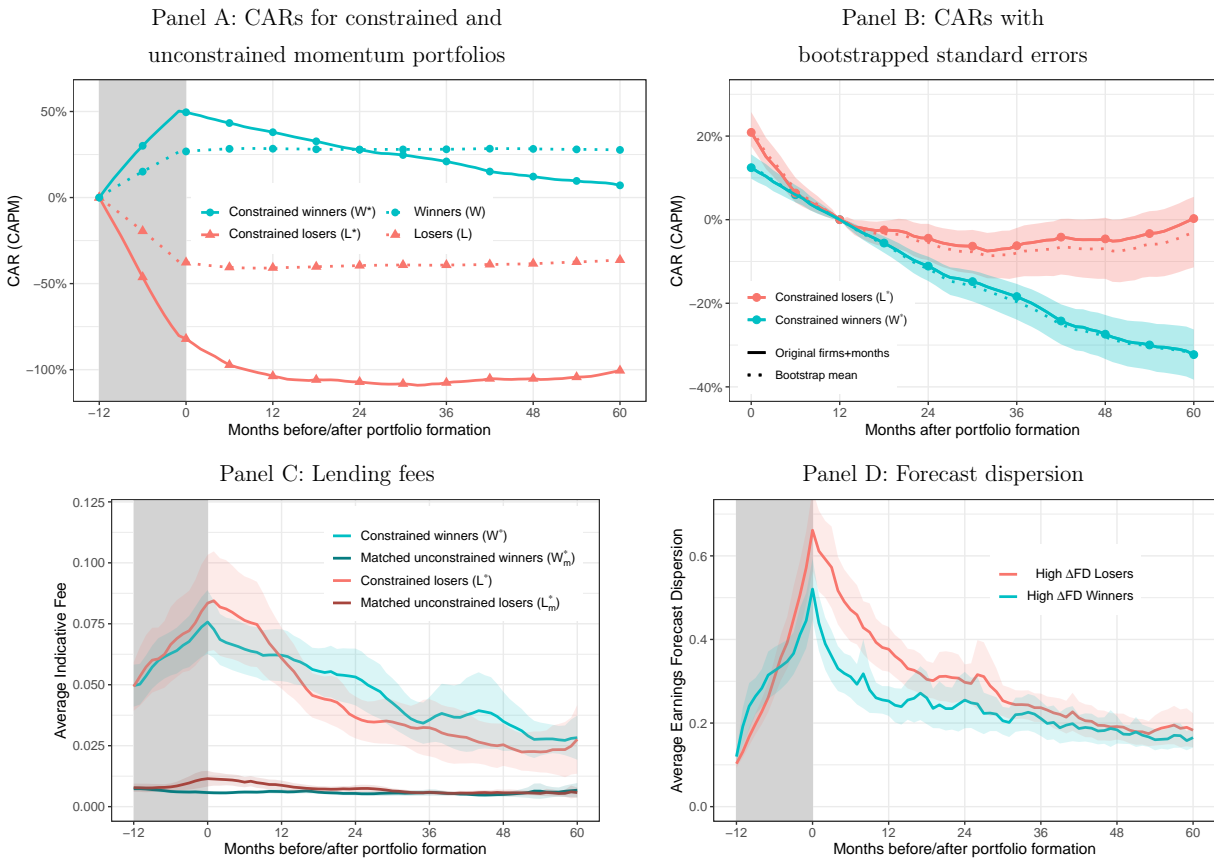 Panel A: CARs for constrained and
unconstrained momentum portfolios
50%
0%
−50%
−100%
CAR (CAPM)
Constrained winners (W*)
Constrained losers (L*)
Winners (W)
Losers (L)
−12 0 12 24 36 48 60
Months before/after portfolio formation
Panel B: CARs with
bootstrapped standard errors
20%
0%
−20%
−40%
CAR (CAPM)
Constrained losers (L*)
Constrained winners (W*)
Original firms+months
Bootstrap mean
0 12 24 36 48 60
Months after portfolio formation
Panel C: Lending fees
0.125
0.100
0.075
0.050
0.025
0.000
Average Indicative Fee
Constrained winners (W*)
Matched unconstrained winners (W*m)
Constrained losers (L*)
Matched unconstrained losers (L*m)
−12 0 12 24 36 48 60
Months before/after portfolio formation
Panel D: Forecast dispersion
0.6
0.4
0.2
0.0
Average Earnings Forecast Dispersion
High ΔFD Losers
High ΔFD Winners
−12 0 12 24 36 48 60
Months before/after portfolio formation